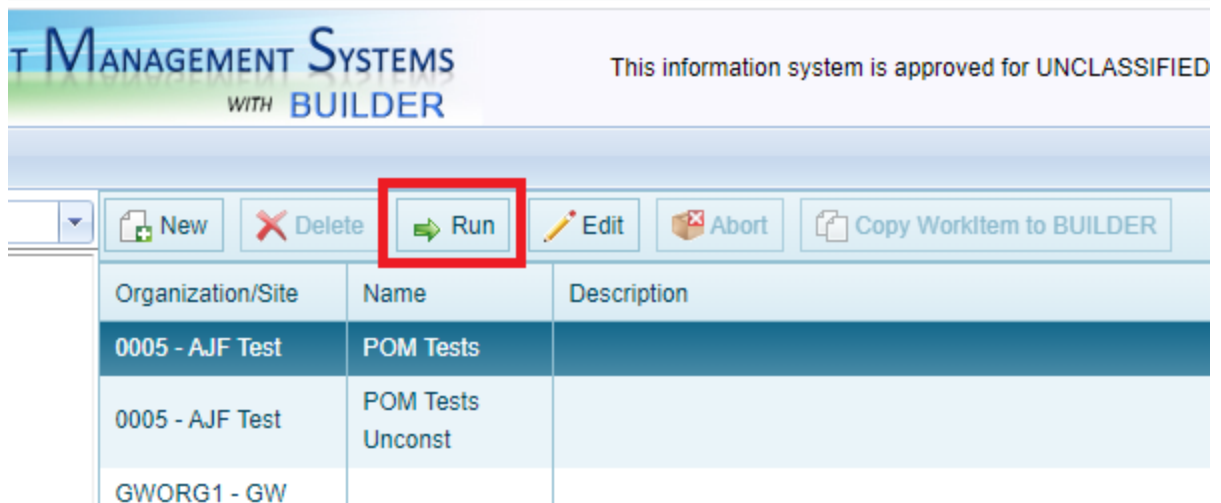 T MANAGEMENT SYSTEMS
WITH BUILDER
This information system is approved for UNCLASSIFIED
New Delete Run Edit Abort Copy WorkItem to BUILDER
Organization/Site Name Description
0005 - AJF Test POM Tests
0005 - AJF Test POM Tests
Unconst
GWORG1 - GW